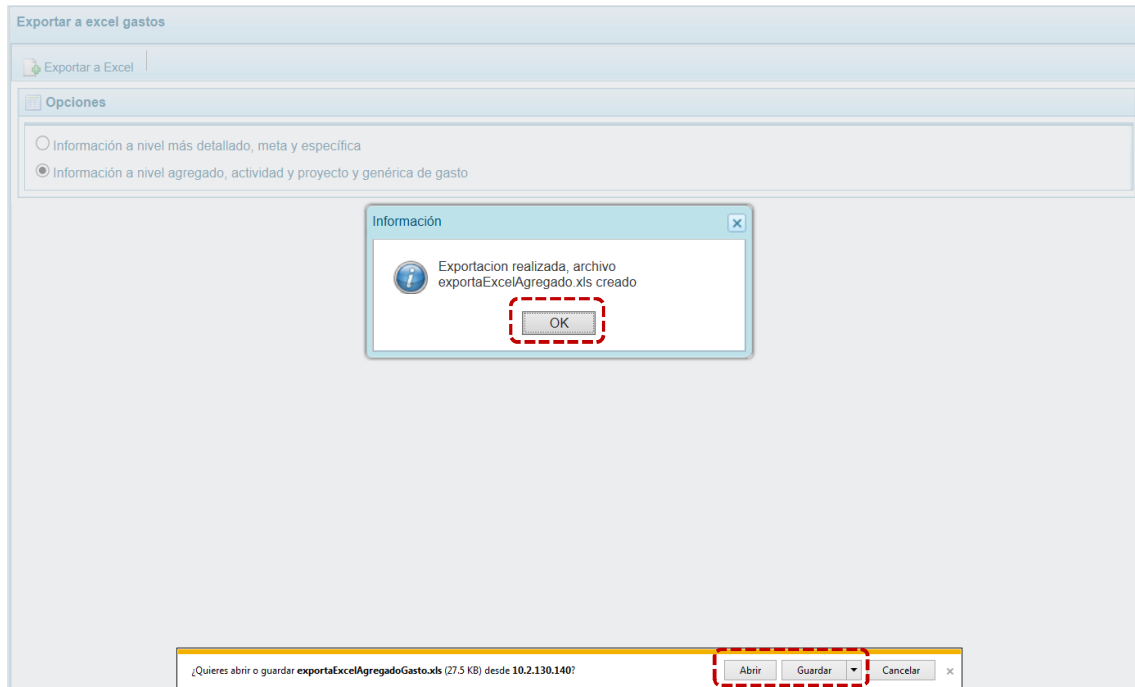 Exportar a excel gastos
Exportar a Excel
Opciones
Información a nivel más detallado, meta y específica
Información a nivel agregado, actividad y proyecto y genérica de gasto
Información
Exportacion realizada, archivo
exportaExcelAgregado.xls creado
OK
¿Quieres abrir o guardar exportaExcelAgregadoGasto.xls (27.5 KB) desde 10.2.130.140? Abrir Guardar Cancelar